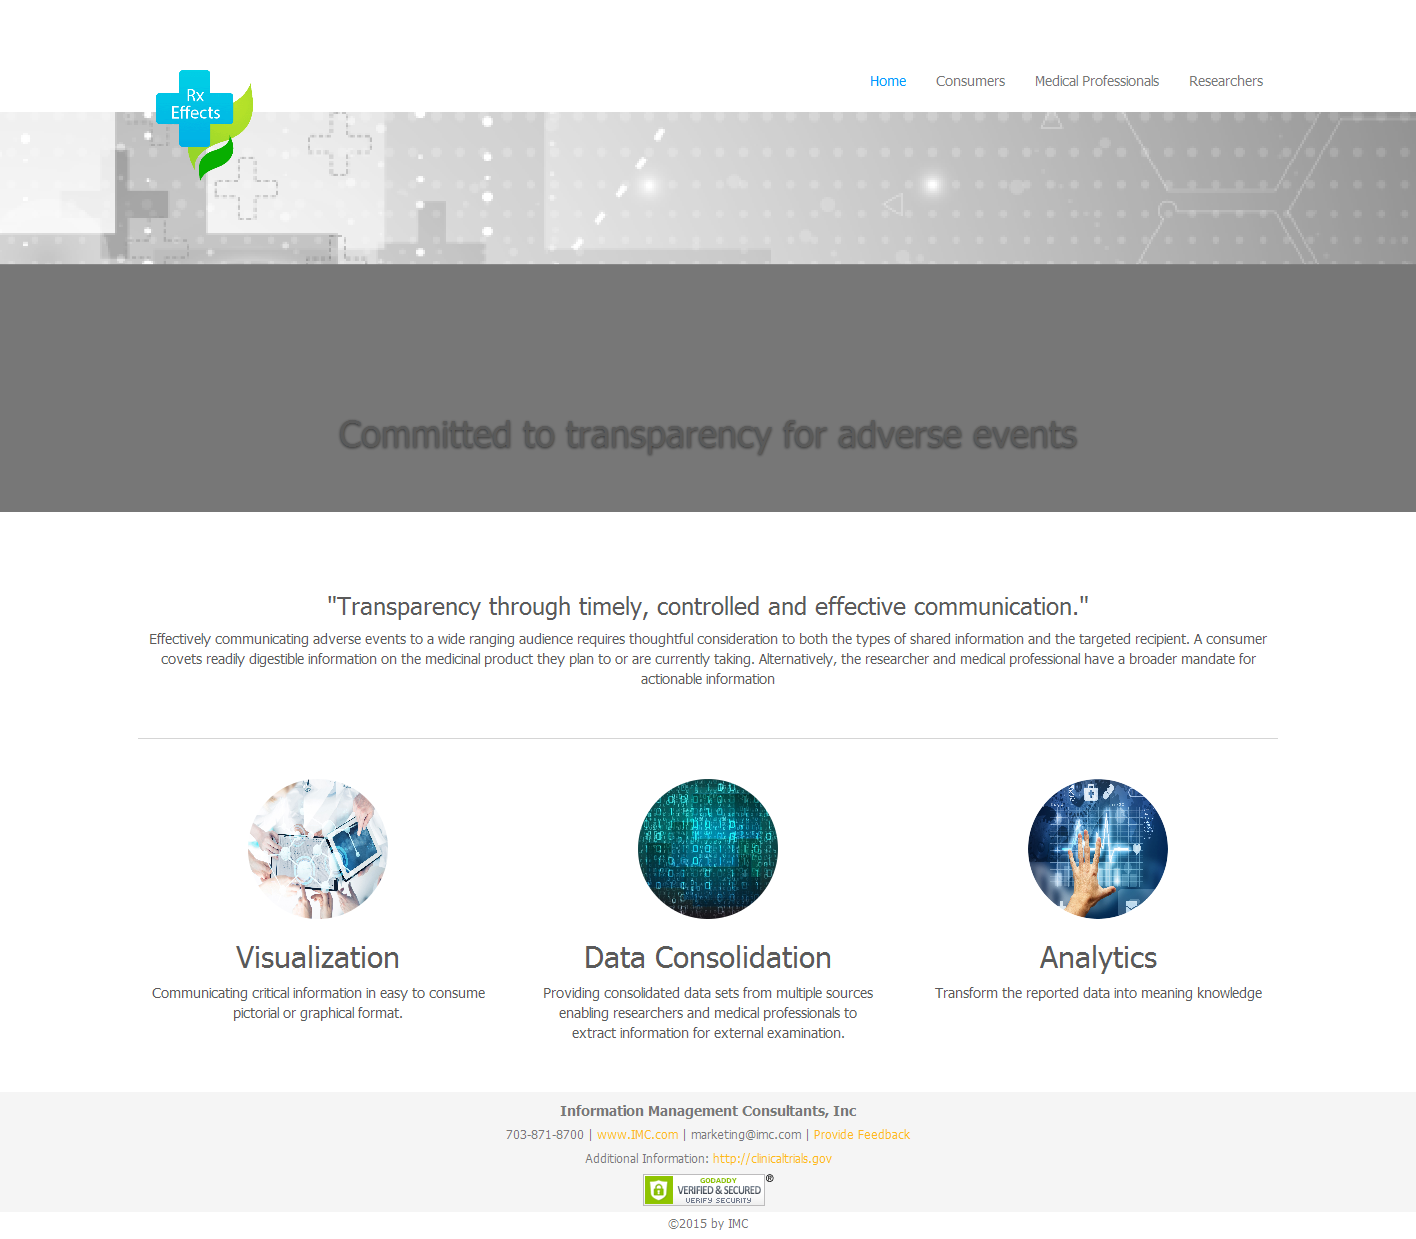 Rx
Effects
Home
Consumers
Medical Professionals
Researchers
Committed to transparency for adverse events
"Transparency through timely, controlled and effective communication."
Effectively communicating adverse events to a wide ranging audience requires thoughtful consideration to both the types of shared information and the targeted recipient. A consumer
covets readily digestible information on the medicinal product they plan to or are currently taking. Alternatively, the researcher and medical professional have a broader mandate for
actionable information
Visualization
Communicating critical information in easy to consume
pictorial or graphical format.
Data Consolidation
Providing consolidated data sets from multiple sources
enabling researchers and medical professionals to
extract information for external examination.
Analytics
Transform the reported data into meaning knowledge
Information Management Consultants, Inc
703-871-8700 | www.IMC.com | marketing@imc.com | Provide Feedback
Additional Information: http://clinicaltrials.gov
GODADDY
VERIFIED & SECURED
VERIFY SECURITY
®
©2015 by IMC